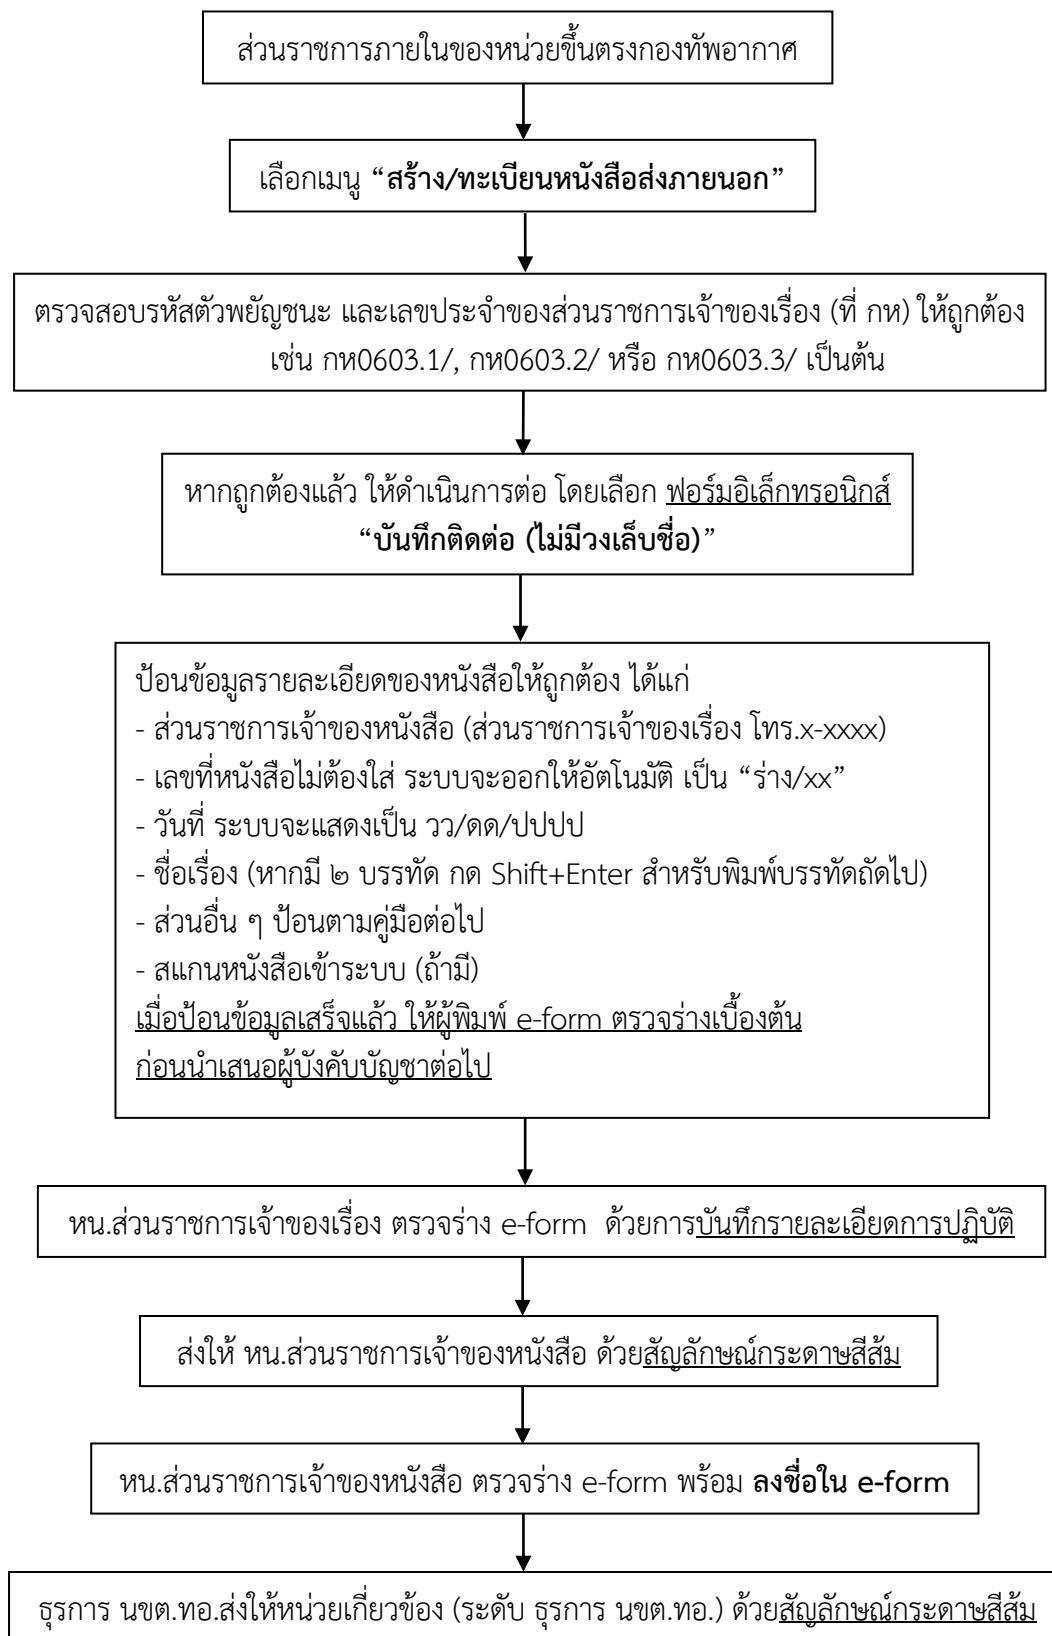 ส่วนราชการภายในของหน่วยขึ้นตรงกองทัพอากาศ
เลือกเมนู “สร้าง/ทะเบียนหนังสือส่งภายนอก”
ตรวจสอบรหัสตัวพยัญชนะ และเลขประจำของส่วนราชการเจ้าของเรื่อง (ที่ กห) ให้ถูกต้อง
เช่น กห0603.1/, กห0603.2/ หรือ กห0603.3/ เป็นต้น
หากถูกต้องแล้ว ให้ดำเนินการต่อ โดยเลือก ฟอร์มอิเล็กทรอนิกส์
“บันทึกติดต่อ (ไม่มีวงเล็บชื่อ)”
ป้อนข้อมูลรายละเอียดของหนังสือให้ถูกต้อง ได้แก่
- ส่วนราชการเจ้าของหนังสือ (ส่วนราชการเจ้าของเรื่อง โทร.x-xxxx)
- เลขที่หนังสือไม่ต้องใส่ ระบบจะออกให้อัตโนมัติ เป็น “ร่าง/xx”
- วันที่ ระบบจะแสดงเป็น วว/ดด/ปปปป
- ชื่อเรื่อง (หากมี ๒ บรรทัด กด Shift+Enter สำหรับพิมพ์บรรทัดถัดไป)
- ส่วนอื่น ๆ ป้อนตามคู่มือต่อไป
- สแกนหนังสือเข้าระบบ (ถ้ามี)
เมื่อป้อนข้อมูลเสร็จแล้ว ให้ผู้พิมพ์ e-form ตรวจร่างเบื้องต้น
ก่อนนำเสนอผู้บังคับบัญชาต่อไป
หน.ส่วนราชการเจ้าของเรื่อง ตรวจร่าง e-form ด้วยการบันทึกรายละเอียดการปฏิบัติ
ส่งให้ หน.ส่วนราชการเจ้าของหนังสือ ด้วยสัญลักษณ์กระดาษสีส้ม
หน.ส่วนราชการเจ้าของหนังสือ ตรวจร่าง e-form พร้อม ลงชื่อใน e-form
ธุรการ นขต.ทอ.ส่งให้หน่วยเกี่ยวข้อง (ระดับ ธุรการ นขต.ทอ.) ด้วยสัญลักษณ์กระดาษสีส้ม